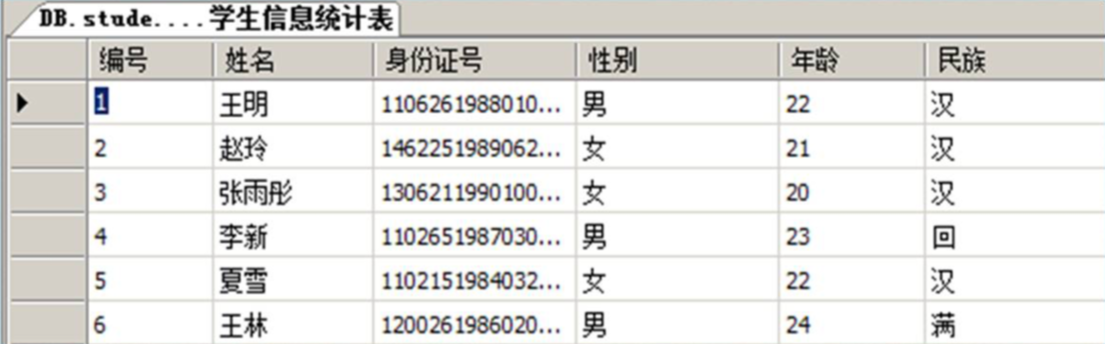 DB.stude....学生信息统计表
编号 姓名 身份证号 性别 年龄 民族
1 王明 1106261988010... 男 22 汉
2 赵玲 1462251989062... 女 21 汉
3 张雨彤 1306211990100... 女 20 汉
4 李新 1102651987030... 男 23 回
5 夏雪 1102151984032... 女 22 汉
6 王林 1200261986020... 男 24 满